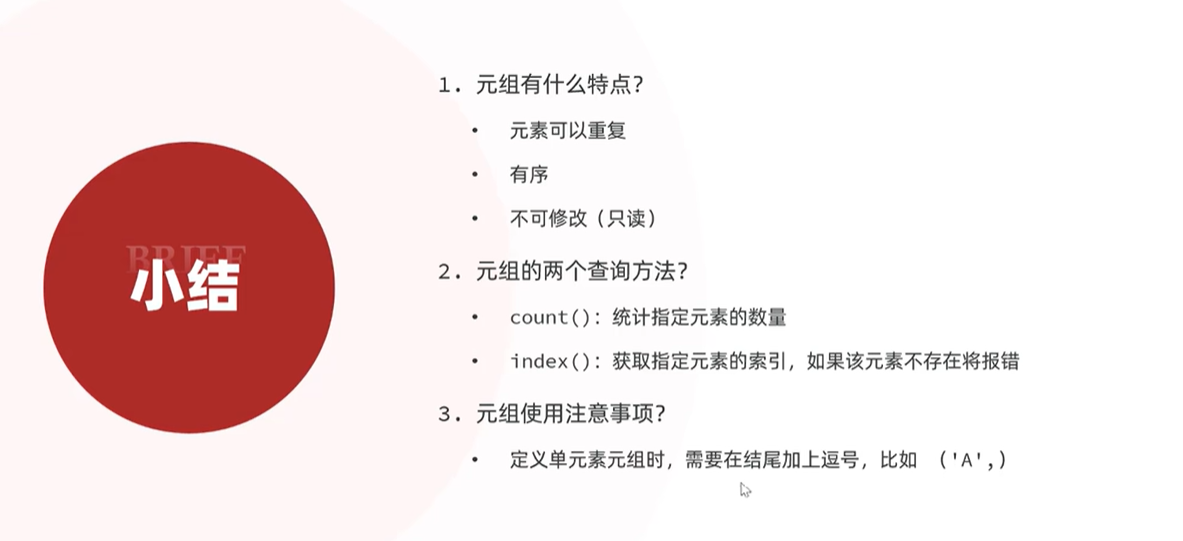 BRIEF
小结
1. 元组有什么特点?
• 元素可以重复
• 有序
• 不可修改（只读）
2. 元组的两个查询方法?
• count(): 统计指定元素的数量
• index(): 获取指定元素的索引，如果该元素不存在将报错
3. 元组使用注意事项?
• 定义单元素元组时，需要在结尾加上逗号，比如 ('A',)